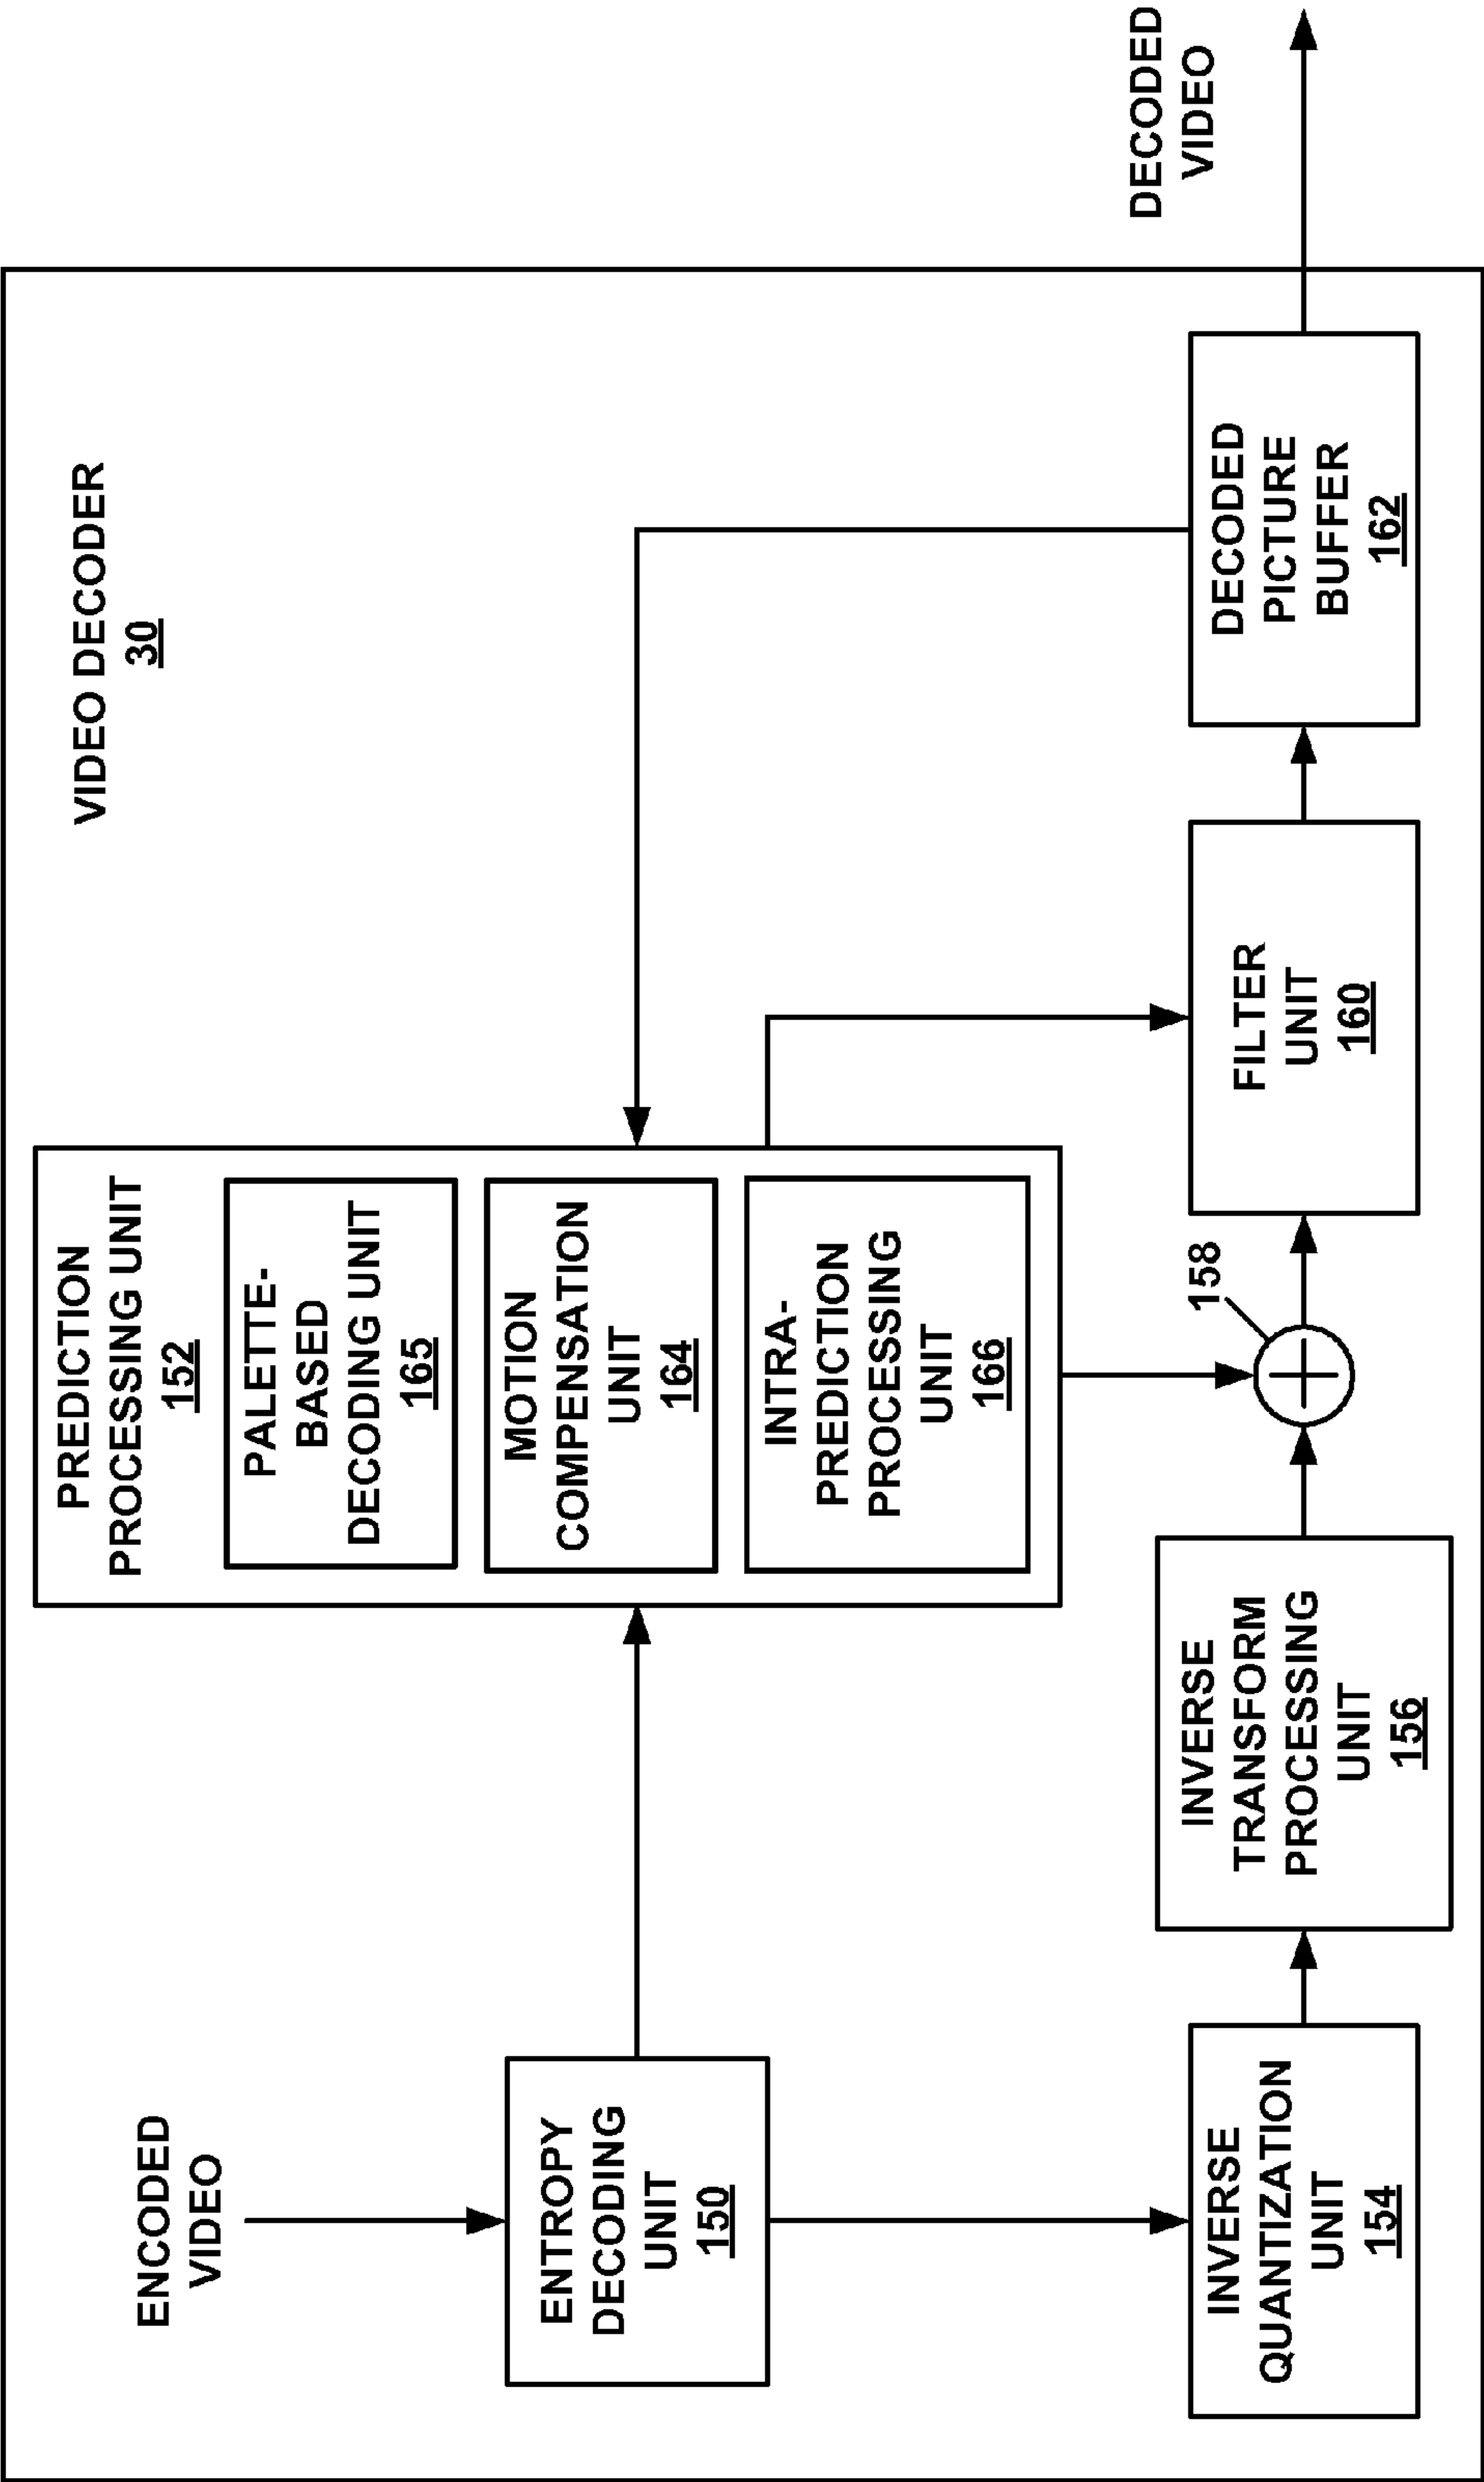 VIDEO DECODER
30
ENCODED
VIDEO
ENTROPY
DECODING
UNIT
150
PREDICTION
PROCESSING UNIT
152
PALETTE-
BASED
DECODING UNIT
165
MOTION
COMPENSATION
UNIT
164
INTRA-
PREDICTION
PROCESSING
UNIT
166
INVERSE
QUANTIZATION
UNIT
154
INVERSE
TRANSFORM
PROCESSING
UNIT
156
158
FILTER
UNIT
160
DECODED
PICTURE
BUFFER
162
DECODED
VIDEO